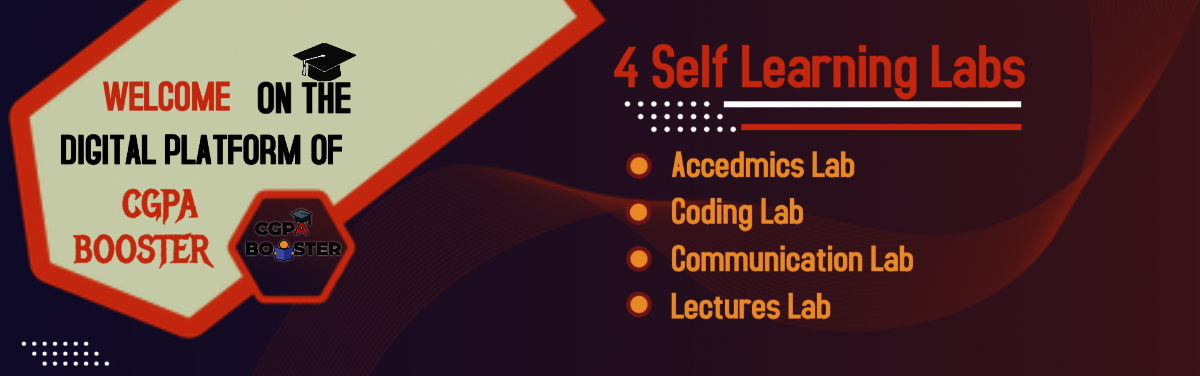 WELCOME ON THE
DIGITAL PLATFORM OF
CGPA
BOOSTER
CGPA
BOOSTER
4 Self Learning Labs
Accedmics Lab
Coding Lab
Communication Lab
Lectures Lab